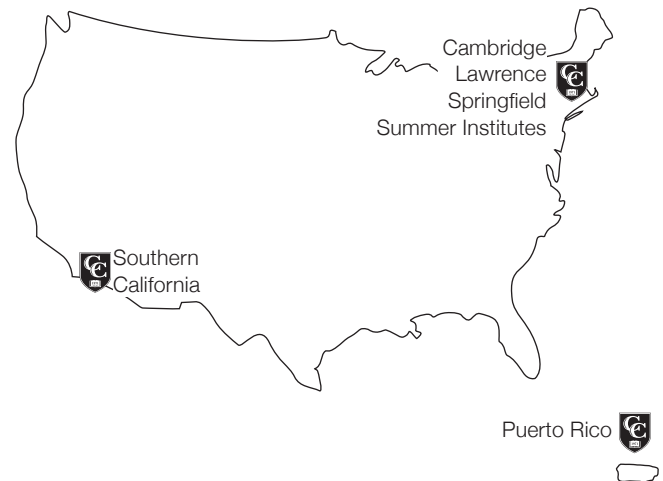 Cambridge
Lawrence
Springfield
Summer Institutes
Southern
California
Puerto Rico